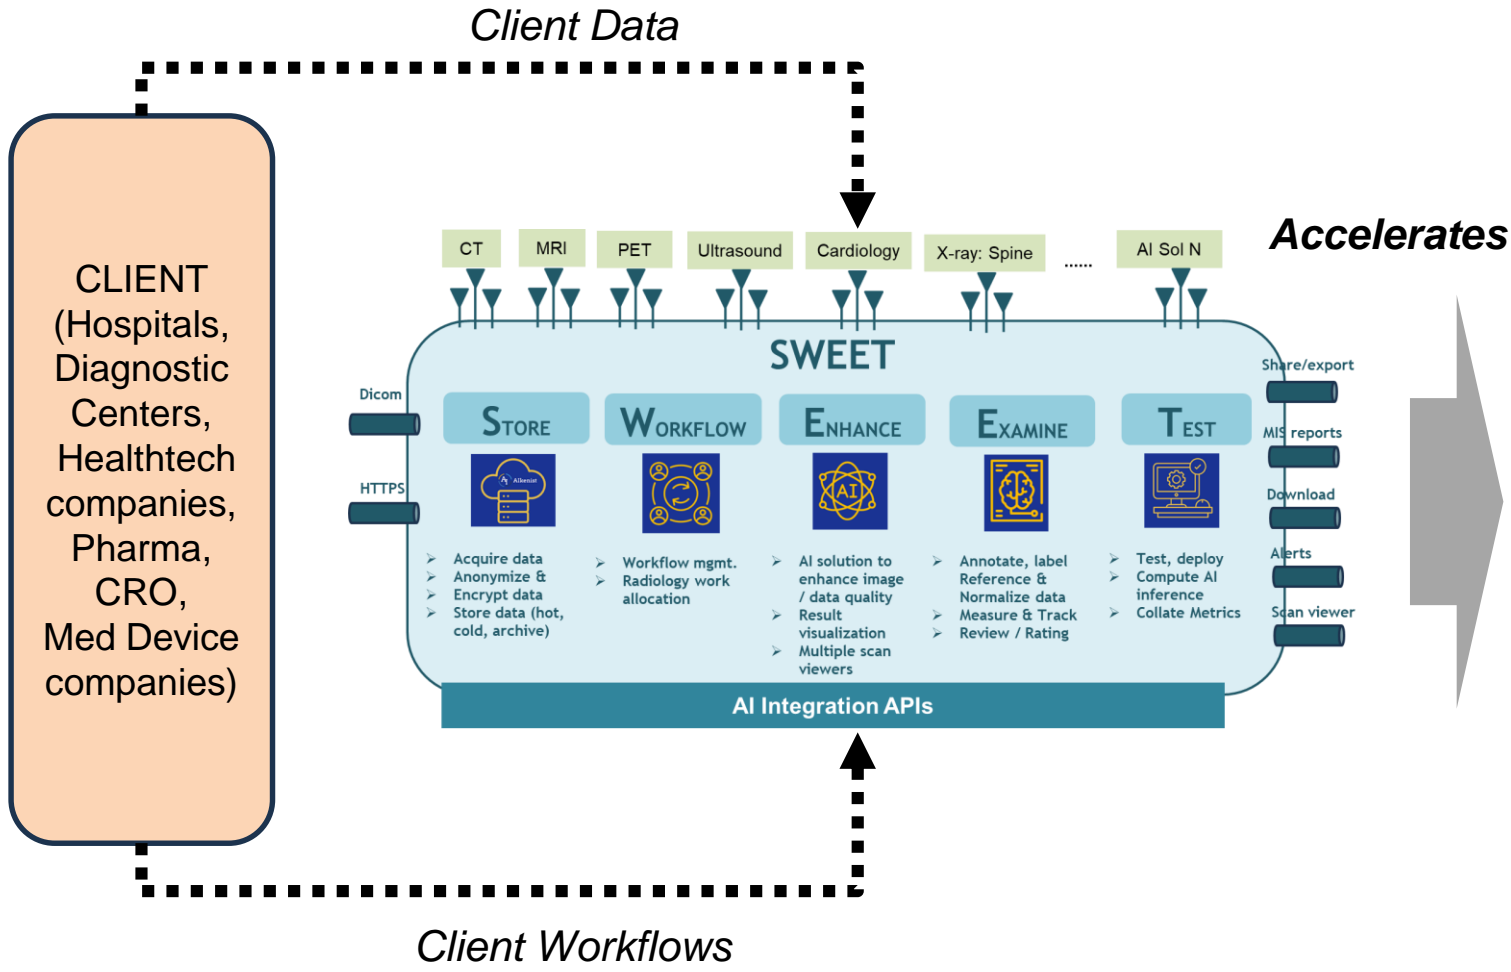 Client Data
CLIENT
(Hospitals,
Diagnostic
Centers,
Healthtech
companies,
Pharma,
CRO,
Med Device
companies)
CT
MRI
PET
Ultrasound
Cardiology
X-ray: Spine
......
AI Sol N
Accelerates
SWEET
Dicom
HTTPS
STORE
WORKFLOW
ENHANCE
EXAMINE
TEST
Alkenist
AI
Acquire data
Anonymize &
Encrypt data
Store data (hot,
cold, archive)
Workflow mgmt.
Radiology work
allocation
AI solution to
enhance image
/ data quality
Result
visualization
Multiple scan
viewers
Annotate, label
Reference &
Normalize data
Measure & Track
Review / Rating
Test, deploy
Compute AI
inference
Collate Metrics
Share/export
MIS reports
Download
Alerts
Scan viewer
AI Integration APIs
Client Workflows